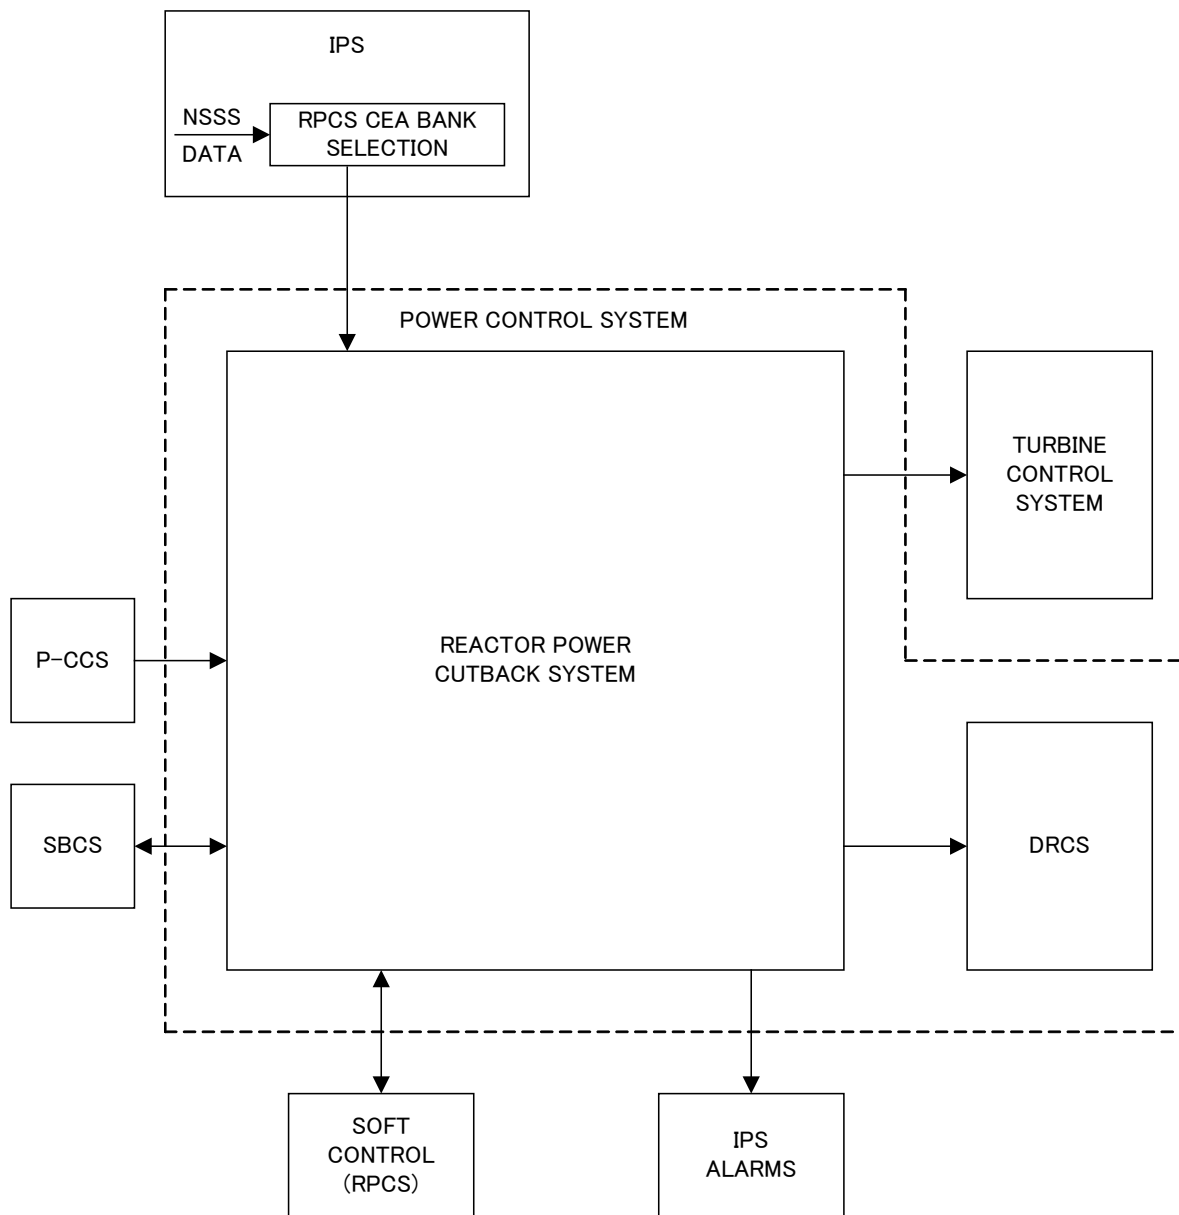 IPS
NSSS
DATA
RPCS CEA BANK
SELECTION
POWER CONTROL SYSTEM
TURBINE
CONTROL
SYSTEM
P-CCS
REACTOR POWER
CUTBACK SYSTEM
SBCS
DRCS
SOFT
CONTROL
(RPCS)
IPS
ALARMS